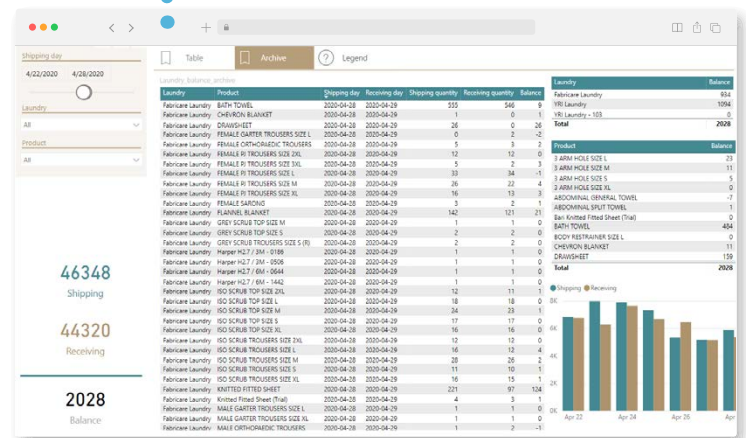 Shipping day
4/22/2020 4/28/2020
Laundry
All
Product
All
46348
Shipping
44320
Receiving
2028
Balance
Table Archive ? Legend
Laundry, balance, archive
Laundry Product Shipping day Receiving day Shipping quantity Receiving quantity Balance
Fabricare Laundry BATH TOWEL 2020-04-28 2020-04-29 555 546 9
Fabricare Laundry CHEVRON BLANKET 2020-04-28 2020-04-29 1 0 1
Fabricare Laundry DRAWSHEET 2020-04-28 2020-04-29 26 0 26
Fabricare Laundry FEMALE GARTER TROUSERS SIZE L 2020-04-28 2020-04-29 0 2 -2
Fabricare Laundry FEMALE ORTHOPAEDIC TROUSERS 2020-04-28 2020-04-29 5 3 2
Fabricare Laundry FEMALE PJ TROUSERS SIZE 2XL 2020-04-28 2020-04-29 12 12 0
Fabricare Laundry FEMALE PJ TROUSERS SIZE 3XL 2020-04-28 2020-04-29 5 2 3
Fabricare Laundry FEMALE PJ TROUSERS SIZE L 2020-04-28 2020-04-29 33 34 -1
Fabricare Laundry FEMALE PJ TROUSERS SIZE M 2020-04-28 2020-04-29 26 22 4
Fabricare Laundry FEMALE PJ TROUSERS SIZE XL 2020-04-28 2020-04-29 16 13 3
Fabricare Laundry FEMALE SARONG 2020-04-28 2020-04-29 3 2 1
Fabricare Laundry FLANNEL BLANKET 2020-04-28 2020-04-29 142 121 21
Fabricare Laundry GREY SCRUB TOP SIZE M 2020-04-28 2020-04-29 1 1 0
Fabricare Laundry GREY SCRUB TOP SIZE S 2020-04-28 2020-04-29 2 2 0
Fabricare Laundry GREY SCRUB TROUSERS SIZE S (R) 2020-04-28 2020-04-29 2 2 0
Fabricare Laundry Harper H2.7 / 3M - 0186 2020-04-28 2020-04-29 1 1 0
Fabricare Laundry Harper H2.7 / 3M - 0506 2020-04-28 2020-04-29 1 1 0
Fabricare Laundry Harper H2.7 / 6M - 0644 2020-04-28 2020-04-29 1 1 0
Fabricare Laundry Harper H2.7 / 6M - 1442 2020-04-28 2020-04-29 1 1 0
Fabricare Laundry ISO SCRUB TOP SIZE 2XL 2020-04-28 2020-04-29 12 11 1
Fabricare Laundry ISO SCRUB TOP SIZE L 2020-04-28 2020-04-29 18 18 0
Fabricare Laundry ISO SCRUB TOP SIZE M 2020-04-28 2020-04-29 24 23 1
Fabricare Laundry ISO SCRUB TOP SIZE S 2020-04-28 2020-04-29 17 17 0
Fabricare Laundry ISO SCRUB TOP SIZE XL 2020-04-28 2020-04-29 16 16 0
Fabricare Laundry ISO SCRUB TROUSERS SIZE 2XL 2020-04-28 2020-04-29 12 12 0
Fabricare Laundry ISO SCRUB TROUSERS SIZE L 2020-04-28 2020-04-29 16 12 4
Fabricare Laundry ISO SCRUB TROUSERS SIZE M 2020-04-28 2020-04-29 28 26 2
Fabricare Laundry ISO SCRUB TROUSERS SIZE S 2020-04-28 2020-04-29 11 10 1
Fabricare Laundry ISO SCRUB TROUSERS SIZE XL 2020-04-28 2020-04-29 16 15 1
Fabricare Laundry KNITTED FITTED SHEET 2020-04-28 2020-04-29 221 97 124
Fabricare Laundry Knitted Fitted Sheet (Trial) 2020-04-28 2020-04-29 4 3 1
Fabricare Laundry MALE GARTER TROUSERS SIZE L 2020-04-28 2020-04-29 1 1 0
Fabricare Laundry MALE GARTER TROUSERS SIZE XL 2020-04-28 2020-04-29 1 1 0
Fabricare Laundry MALE ORTHOPAEDIC TROUSERS 2020-04-28 2020-04-29 1 2 -1
Laundry Balance
Fabricare Laundry 934
YRI Laundry 1094
YRI Laundry - 103 0
Total 2028
Product Balance
3 ARM HOLE SIZE L 23
3 ARM HOLE SIZE M 11
3 ARM HOLE SIZE S 5
3 ARM HOLE SIZE XL 0
ABDOMINAL GENERAL TOWEL -7
ABDOMINAL SPLIT TOWEL 1
Bari Knitted Fitted Sheet (Trial) 0
BATH TOWEL 484
BODY RESTRAINER SIZE L 0
CHEVRON BLANKET 11
DRAWSHEET 159
Total 2028
Shipping Receiving
8K
6K
4K
2K
0K
Apr 22 Apr 24 Apr 26 Apr